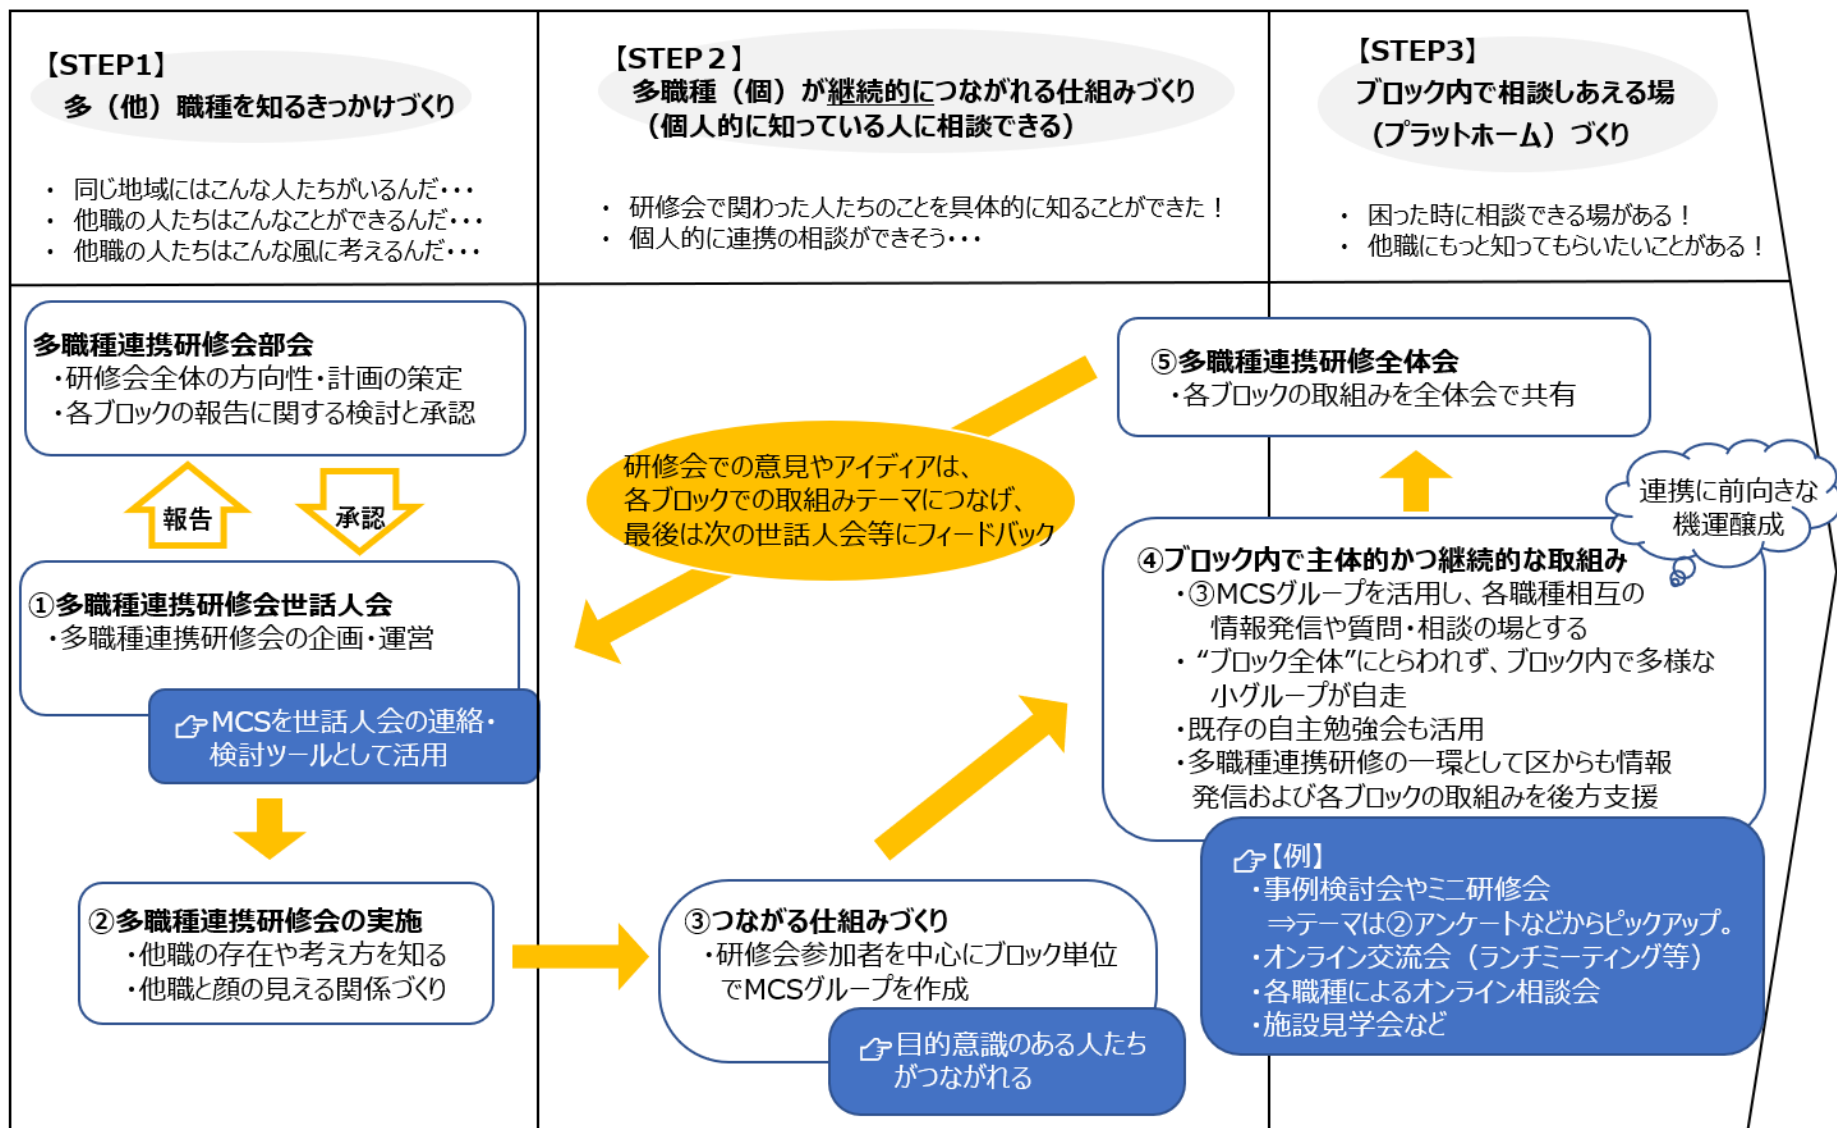 【STEP1】
多（他）職種を知るきっかけづくり
・ 同じ地域にはこんな人たちがいるんだ・・・
・ 他職の人たちはこんなことができるんだ・・・
・ 他職の人たちはこんな風に考えるんだ・・・
【STEP２】
多職種（個）が継続的につながれる仕組みづくり
（個人的に知っている人に相談できる）
・ 研修会で関わった人たちのことを具体的に知ることができた！
・ 個人的に連携の相談ができそう・・・
【STEP3】
ブロック内で相談しあえる場
（プラットホーム）づくり
・ 困った時に相談できる場がある！
・ 他職にもっと知ってもらいたいことがある！
多職種連携研修会部会
・研修会全体の方向性・計画の策定
・各ブロックの報告に関する検討と承認
報告
承認
①多職種連携研修会世話人会
・多職種連携研修会の企画・運営
☞MCSを世話人会の連絡・
検討ツールとして活用
②多職種連携研修会の実施
・他職の存在や考え方を知る
・他職と顔の見える関係づくり
③つながる仕組みづくり
・研修会参加者を中心にブロック単位
でMCSグループを作成
☞目的意識のある人たち
がつながれる
研修会での意見やアイディアは、
各ブロックでの取組みテーマにつなげ、
最後は次の世話人会等にフィードバック
⑤多職種連携研修全体会
・各ブロックの取組みを全体会で共有
連携に前向きな
機運醸成
④ブロック内で主体的かつ継続的な取組み
・③MCSグループを活用し、各職種相互の
情報発信や質問・相談の場とする
・ “ブロック全体”にとらわれず、ブロック内で多様な
小グループが自走
・既存の自主勉強会も活用
・多職種連携研修の一環として区からも情報
発信および各ブロックの取組みを後方支援
☞【例】
・事例検討会やミニ研修会
⇒テーマは②アンケートなどからピックアップ。
・オンライン交流会（ランチミーティング等）
・各職種によるオンライン相談会
・施設見学会など